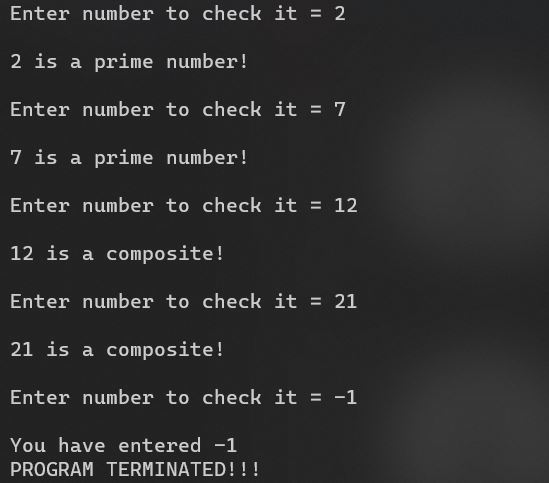 Enter number to check it = 2
2 is a prime number!
Enter number to check it = 7
7 is a prime number!
Enter number to check it = 12
12 is a composite!
Enter number to check it = 21
21 is a composite!
Enter number to check it = -1
You have entered -1
PROGRAM TERMINATED!!!